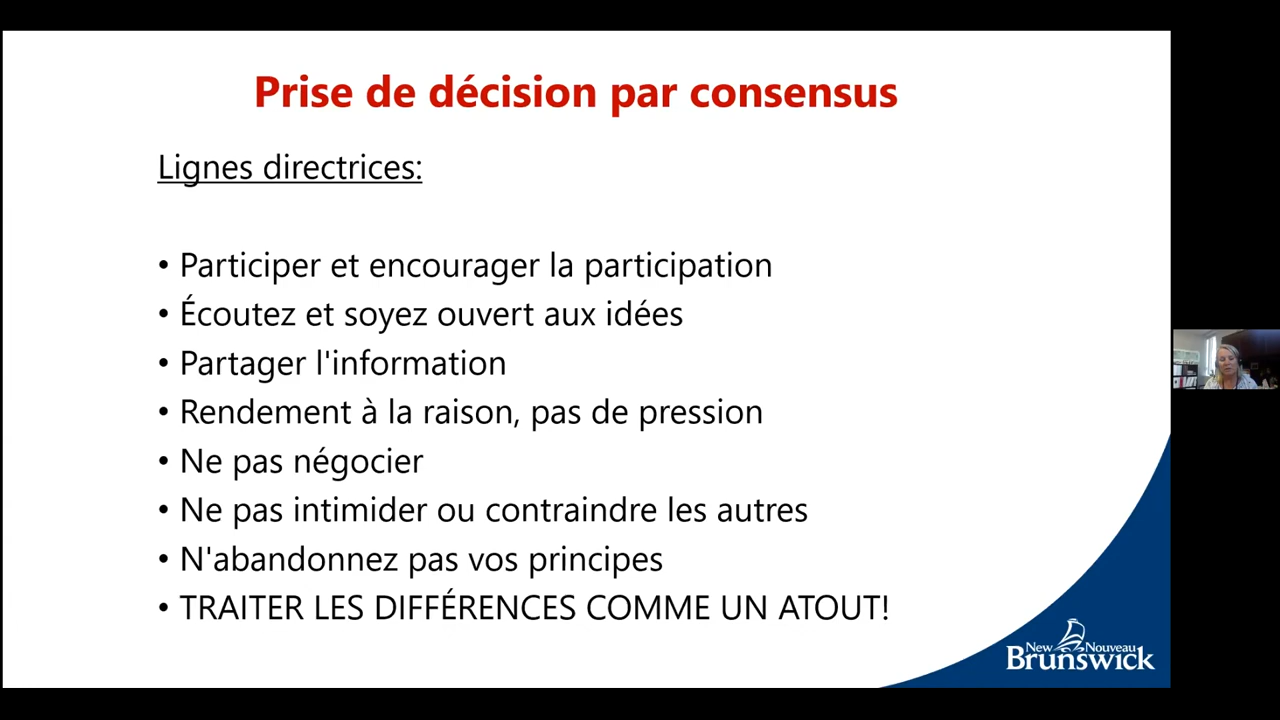 Prise de décision par consensus
Lignes directrices:
• Participer et encourager la participation
• Écoutez et soyez ouvert aux idées
• Partager l'information
• Rendement à la raison, pas de pression
• Ne pas négocier
• Ne pas intimider ou contraindre les autres
• N'abandonnez pas vos principes
• TRAITER LES DIFFÉRENCES COMME UN ATOUT!
New Nouveau
Brunswick